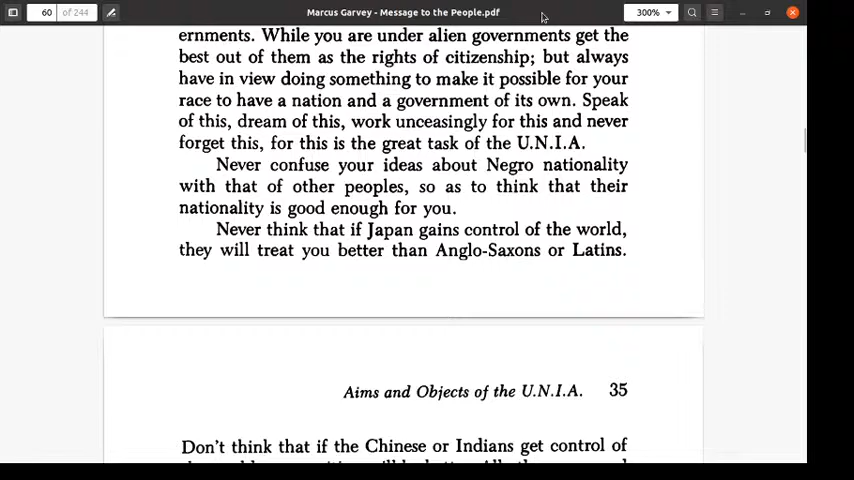 60 of 244
Marcus Garvey - Message to the People.pdf
300%
ernments. While you are under alien governments get the
best out of them as the rights of citizenship; but always
have in view doing something to make it possible for your
race to have a nation and a government of its own. Speak
of this, dream of this, work unceasingly for this and never
forget this, for this is the great task of the U.N.I.A.
Never confuse your ideas about Negro nationality
with that of other peoples, so as to think that their
nationality is good enough for you.
Never think that if Japan gains control of the world,
they will treat you better than Anglo-Saxons or Latins.
Aims and Objects of the U.N.I.A. 35
Don't think that if the Chinese or Indians get control of